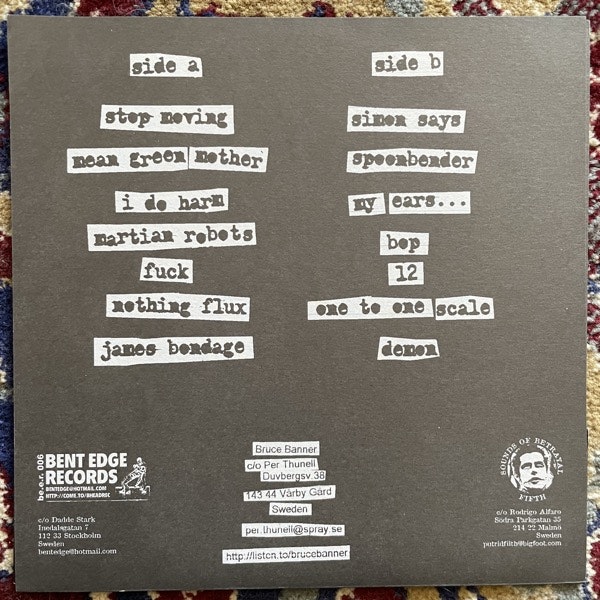 side a
stop moving
mean green mother
i do harm
martian robots
fuck
nothing flux
james bondage
side b
simon says
spoonbender
my ears...
bop
12
one to one scale
demon
be.e.r. 006
BENT EDGE
RECORDS
BENTEDGE@HOTMAIL.COM
HTTP://COME.TO/BHEADREC
c/o Dadde Stark
Inedalsgatan 7
112 33 Stockholm
Sweden
bentedge@hotmail.com
Bruce Banner
c/o Per Thunell
Duvbergsv 38
143 44 Vårby Gård
Sweden
per.thunell@spray.se
http://listen.to/brucebanner
SOUNDS OF BETRAYAL
FIFTH
c/o Rodrigo Alfaro
Södra Parkgatan 35
214 22 Malmö
Sweden
putridfilth@bigfoot.com